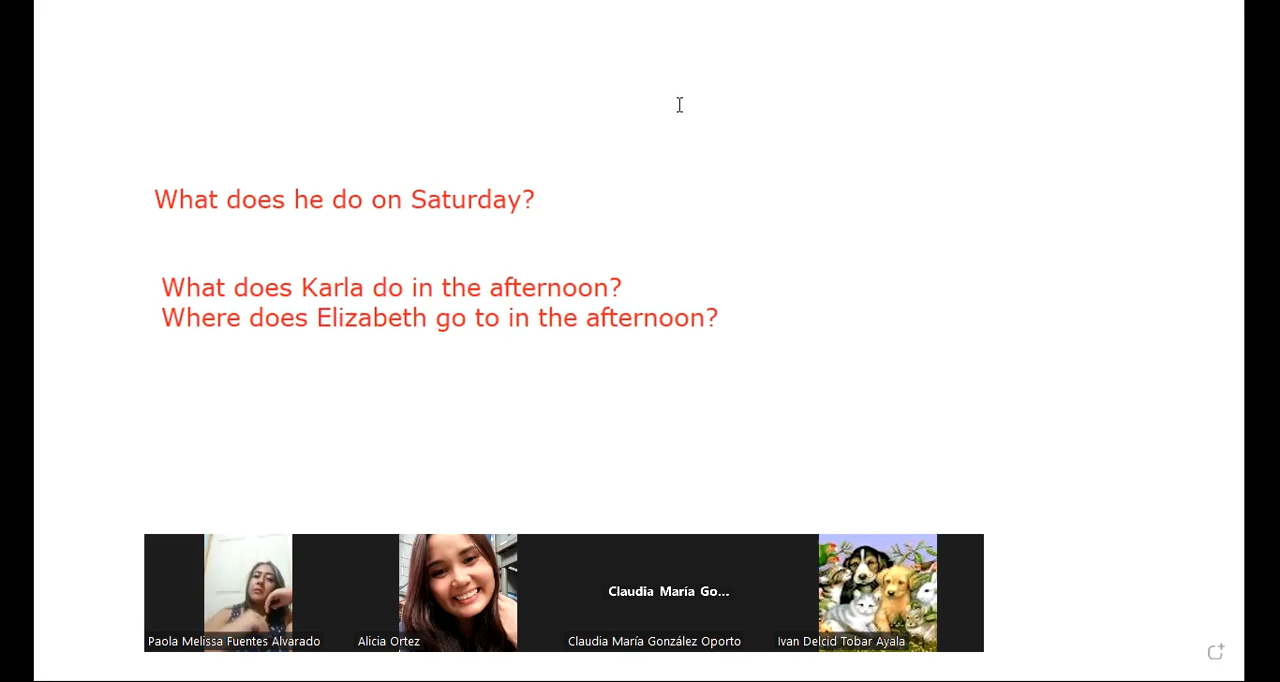 What does he do on Saturday?
What does Karla do in the afternoon?
Where does Elizabeth go to in the afternoon?
Claudia María Go...
Paola Melissa Fuentes Alvarado
Alicia Ortez
Claudia María González Oporto
Ivan Delcid Tobar Ayala